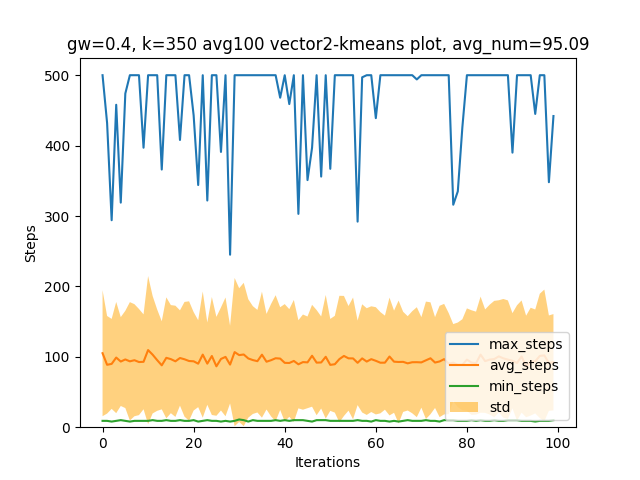 gw=0.4, k=350 avg100 vector2-kmeans plot, avg_num=95.09
500
400
300
200
100
0
Steps
max_steps
avg_steps
min_steps
std
0 20 40 60 80 100
Iterations